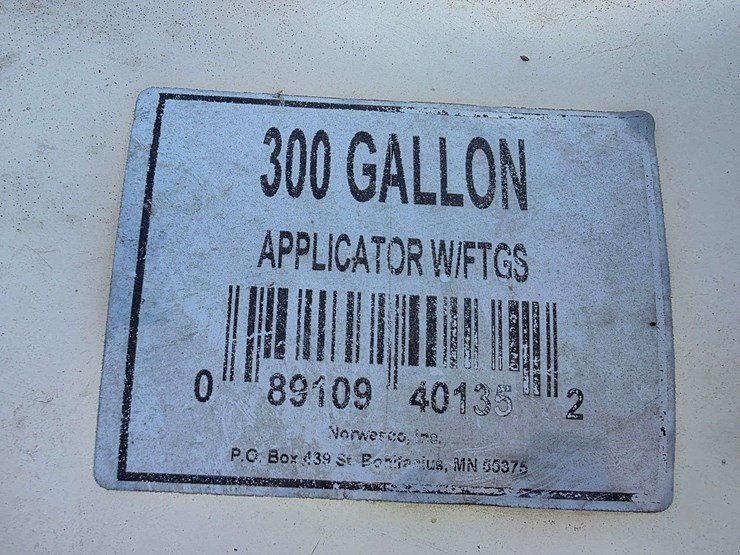 300 GALLON
APPLICATOR W/FTGS
0 89109 40135 2
Norwesco, Inc.
P.O. Box 439 St Bonifacius, MN 55375